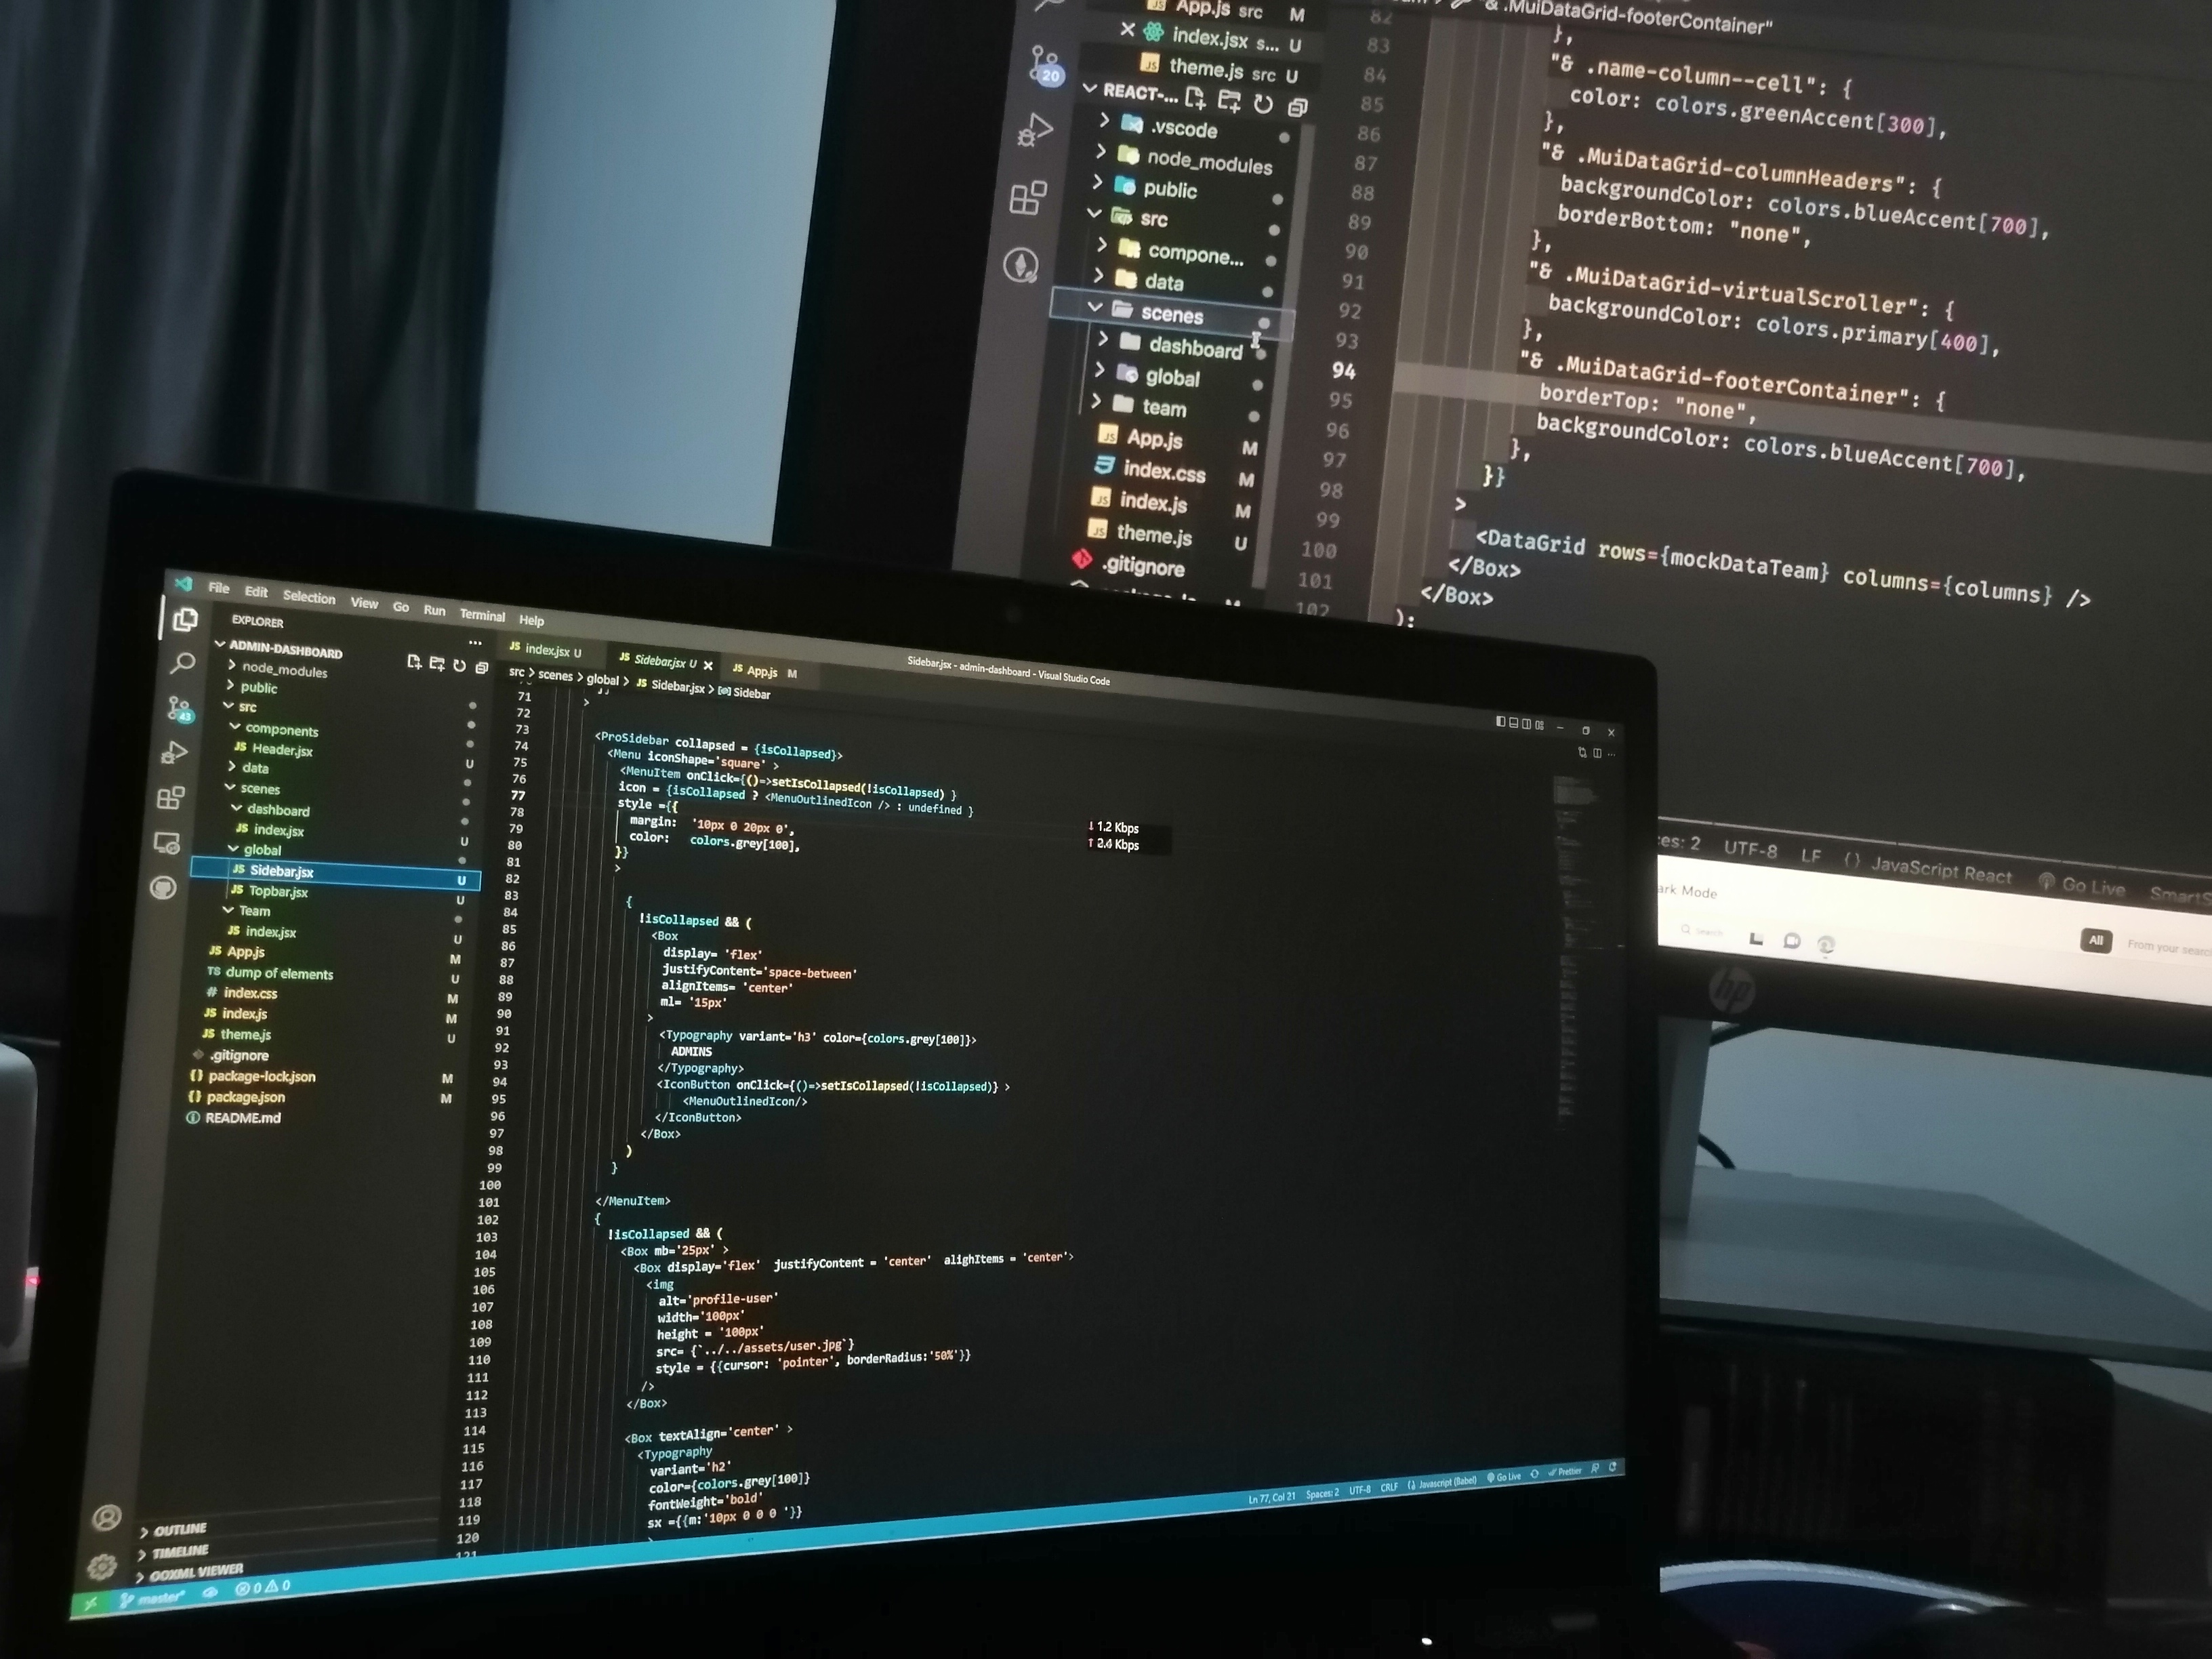 App.js src M
index.jsx s... U
theme.js src U
20
REACT-...
.vscode
node_modules
public
src
compone...
data
scenes
dashboard
global
team
App.js M
index.css M
index.js M
theme.js U
.gitignore
"& .MuiDataGrid-footerContainer"
82
83 },
84 "& .name-column--cell": {
85 color: colors.greenAccent[300],
86 },
87 "& .MuiDataGrid-columnHeaders": {
88 backgroundColor: colors.blueAccent[700],
89 borderBottom: "none",
90 },
91 "& .MuiDataGrid-virtualScroller": {
92 backgroundColor: colors.primary[400],
93 },
94 "& .MuiDataGrid-footerContainer": {
95 borderTop: "none",
96 backgroundColor: colors.blueAccent[700],
97 },
98 }}
99 >
100 <DataGrid rows={mockDataTeam} columns={columns} />
101 </Box>
102 </Box>
);
UTF-8 LF {} JavaScript React Go Live
ark Mode
Search
All From your
hp
File Edit Selection View Go Run Terminal Help
Sidebar.jsx - admin-dashboard - Visual Studio Code
EXPLORER
ADMIN-DASHBOARD
node_modules
public
src
components
JS Header.jsx U
data
scenes
dashboard
JS index.jsx U
global
JS Sidebar.jsx U
JS Topbar.jsx U
Team
JS index.jsx U
JS App.js M
TS dump of elements U
# index.css M
JS index.js M
JS theme.js U
.gitignore
{} package-lock.json M
{} package.json M
README.md
43
OUTLINE
TIMELINE
OOXML VIEWER
master* 0 0
JS index.jsx U JS Sidebar.jsx U JS App.js M
src > scenes > global > JS Sidebar.jsx > Sidebar
71
72 >
73
74 <ProSidebar collapsed = {isCollapsed}>
75 <Menu iconShape='square' >
76 <MenuItem onClick={()=>setIsCollapsed(!isCollapsed) }
77 icon = {isCollapsed ? <MenuOutlinedIcon /> : undefined }
78 style ={{
79 margin: '10px 0 20px 0',
80 color: colors.grey[100],
81 }}
82 >
83
84 {
85 !isCollapsed && (
86 <Box
87 display= 'flex'
88 justifyContent='space-between'
89 alignItems= 'center'
90 ml= '15px'
91 >
92 <Typography variant='h3' color={colors.grey[100]}>
93 ADMINS
94 </Typography>
95 <IconButton onClick={()=>setIsCollapsed(!isCollapsed)} >
96 <MenuOutlinedIcon/>
97 </IconButton>
98 </Box>
99 )
100 }
101
102 </MenuItem>
103 {
104 !isCollapsed && (
105 <Box mb='25px' >
106 <Box display='flex' justifyContent = 'center' alighItems = 'center'>
107 <img
108 alt='profile-user'
109 width='100px'
110 height = '100px'
111 src= {`../../assets/user.jpg`}
112 style = {{cursor: 'pointer', borderRadius:'50%'}}
113 />
114 </Box>
115
116 <Box textAlign='center' >
117 <Typography
118 variant='h2'
119 color={colors.grey[100]}
120 fontWeight='bold'
121 sx ={{m:'10px 0 0 0 '}}
↓ 1.2 Kbps
↑ 2.4 Kbps
Ln 77, Col 21 Spaces: 2 UTF-8 CRLF Javascript (Babel) Go Live Prettier